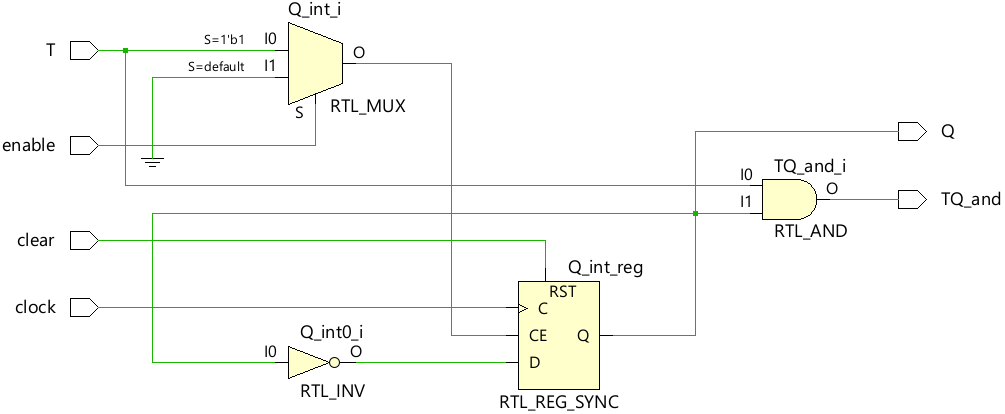 Q_int_i
T
S=1'b1
I0
O
S=default
I1
S
RTL_MUX
enable
Q
TQ_and_i
I0
O
I1
TQ_and
RTL_AND
clear
Q_int_reg
RST
clock
C
Q_int0_i
CE
Q
I0
O
D
RTL_INV
RTL_REG_SYNC